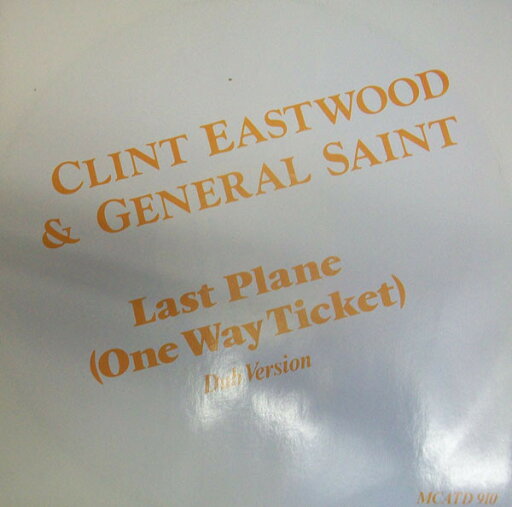 CLINT EASTWOOD
& GENERAL SAINT
Last Plane
(One Way Ticket)
Dub Version
MCATD 910